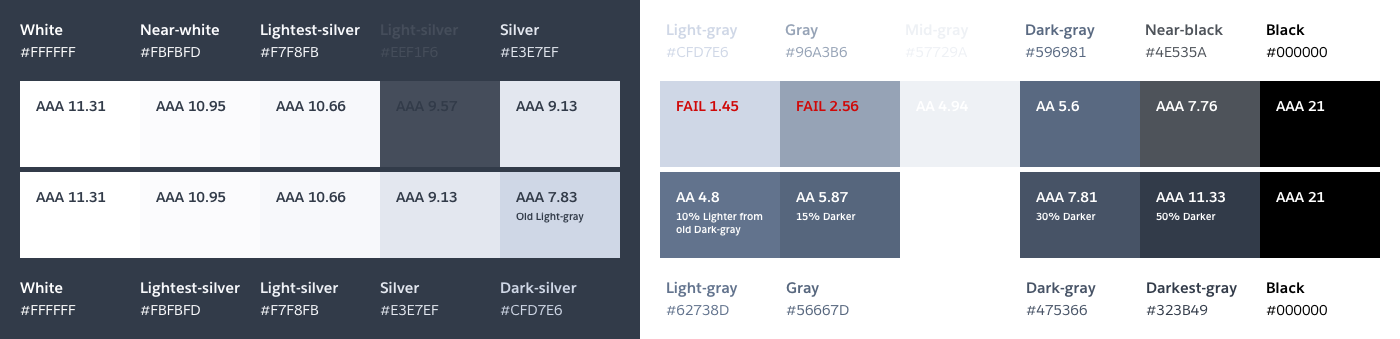 White Near-white Lightest-silver Light-silver Silver Light-gray Gray Mid-gray Dark-gray Near-black Black
#FFFFFF #FBFBFD #F7F8FB #EEF1F6 #E3E7EF #CFD7E6 #96A3B6 #57729A #596981 #4E535A #000000
AAA 11.31 AAA 10.95 AAA 10.66 AAA 9.57 AAA 9.13 FAIL 1.45 FAIL 2.56 AA 4.94 AA 5.6 AAA 7.76 AAA 21
AAA 11.31 AAA 10.95 AAA 10.66 AAA 9.13 AAA 7.83 AA 4.8 AA 5.87 AAA 7.81 AAA 11.33 AAA 21
Old Light-gray 10% Lighter from 15% Darker 30% Darker 50% Darker
old Dark-gray
White Lightest-silver Light-silver Silver Dark-silver Light-gray Gray Dark-gray Darkest-gray Black
#FFFFFF #FBFBFD #F7F8FB #E3E7EF #CFD7E6 #62738D #56667D #475366 #323B49 #000000